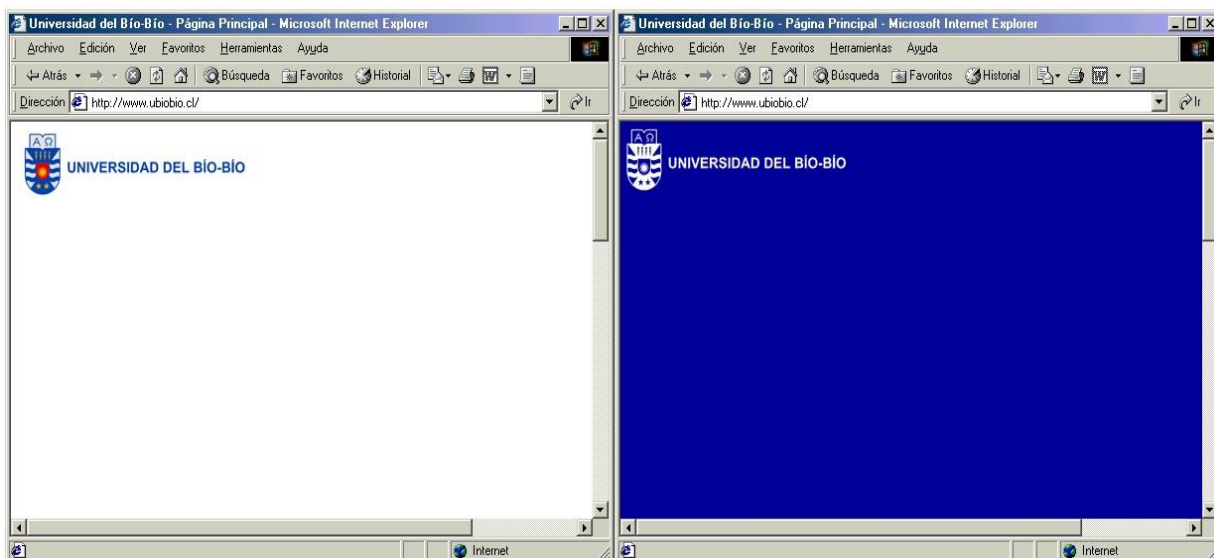 Universidad del Bío-Bío - Página Principal - Microsoft Internet Explorer
Archivo Edición Ver Favoritos Herramientas Ayuda
Atrás Búsqueda Favoritos Historial
Dirección http://www.ubiobio.cl/ Ir
ΑΩ
UNIVERSIDAD DEL BÍO-BÍO
Internet
Universidad del Bío-Bío - Página Principal - Microsoft Internet Explorer
Archivo Edición Ver Favoritos Herramientas Ayuda
Atrás Búsqueda Favoritos Historial
Dirección http://www.ubiobio.cl/ Ir
ΑΩ
UNIVERSIDAD DEL BÍO-BÍO
Internet